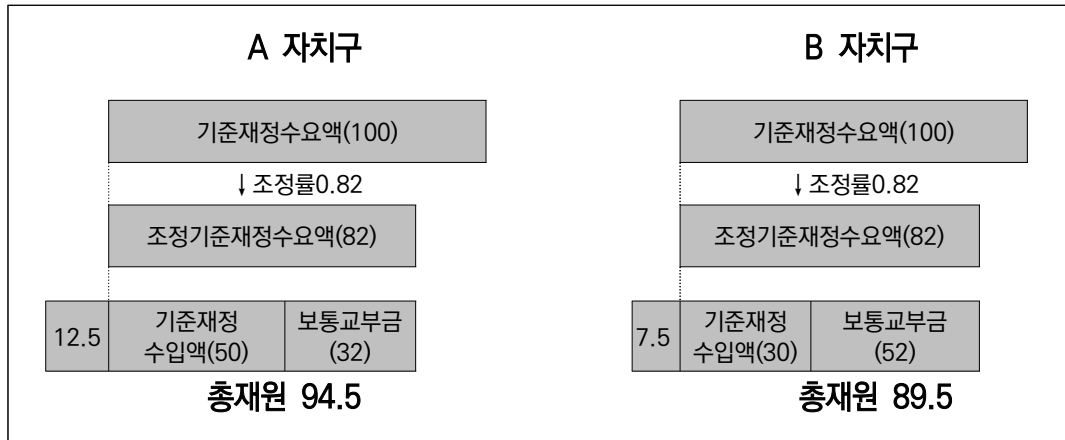 A 자치구
기준재정수요액(100)
↓ 조정률0.82
조정기준재정수요액(82)
12.5
기준재정
수입액(50)
보통교부금
(32)
총재원 94.5
B 자치구
기준재정수요액(100)
↓ 조정률0.82
조정기준재정수요액(82)
7.5
기준재정
수입액(30)
보통교부금
(52)
총재원 89.5